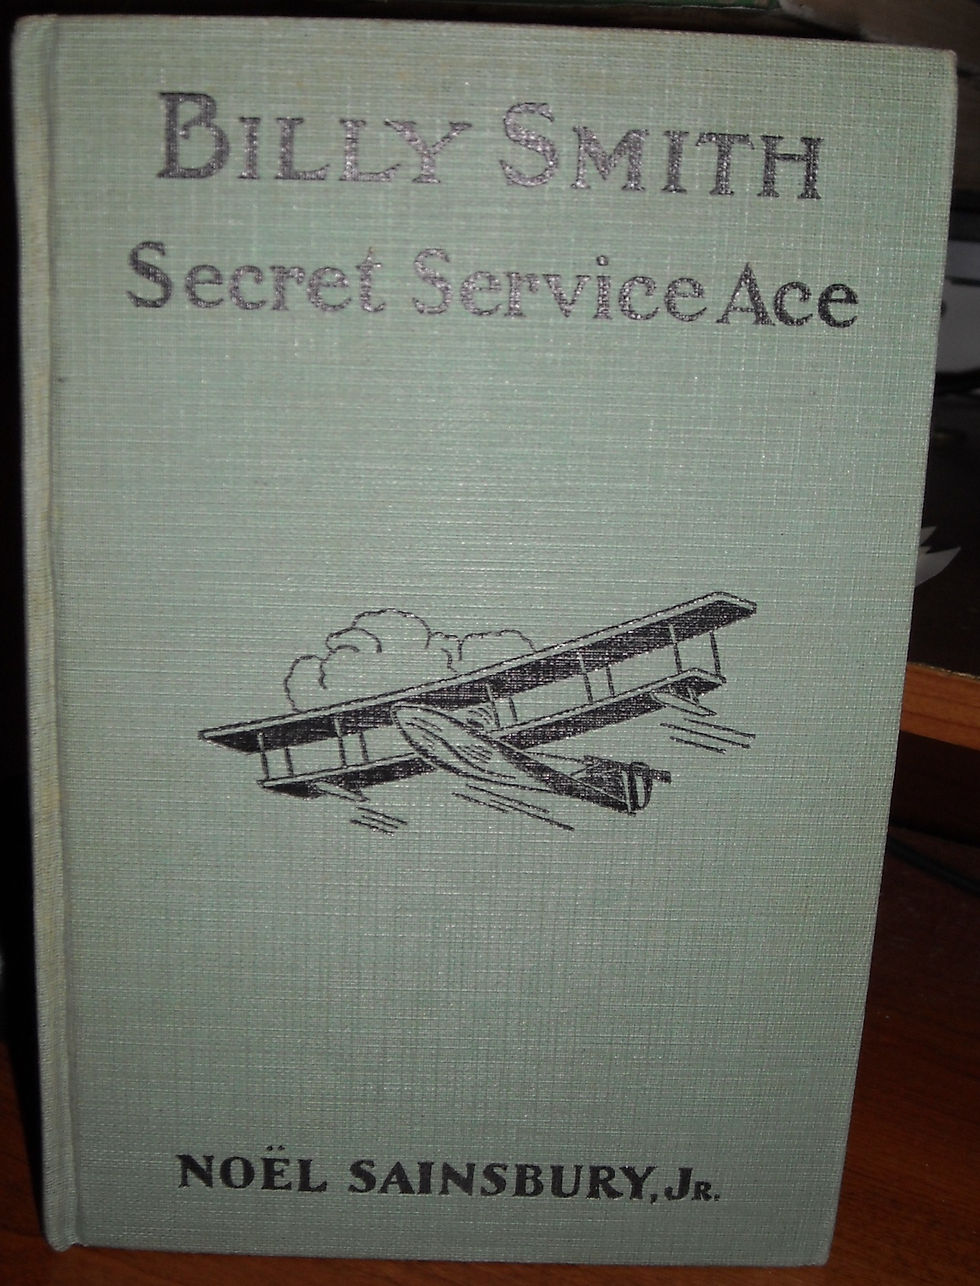 BILLY SMITH
Secret Service Ace
NOËL SAINSBURY, JR.